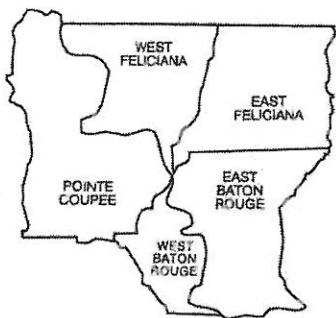 WEST
FELICIANA
EAST
FELICIANA
POINTE
COUPEE
EAST
BATON
ROUGE
WEST
BATON
ROUGE